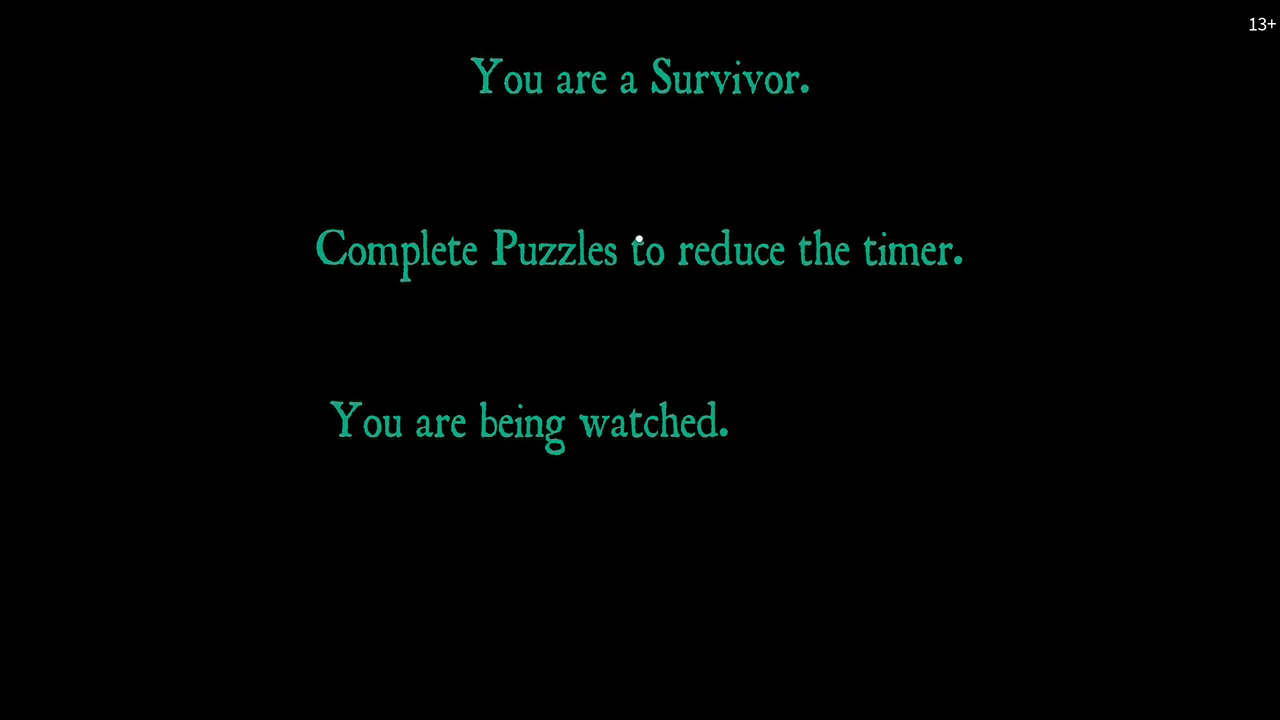 13+
You are a Survivor.
Complete Puzzles to reduce the timer.
You are being watched.